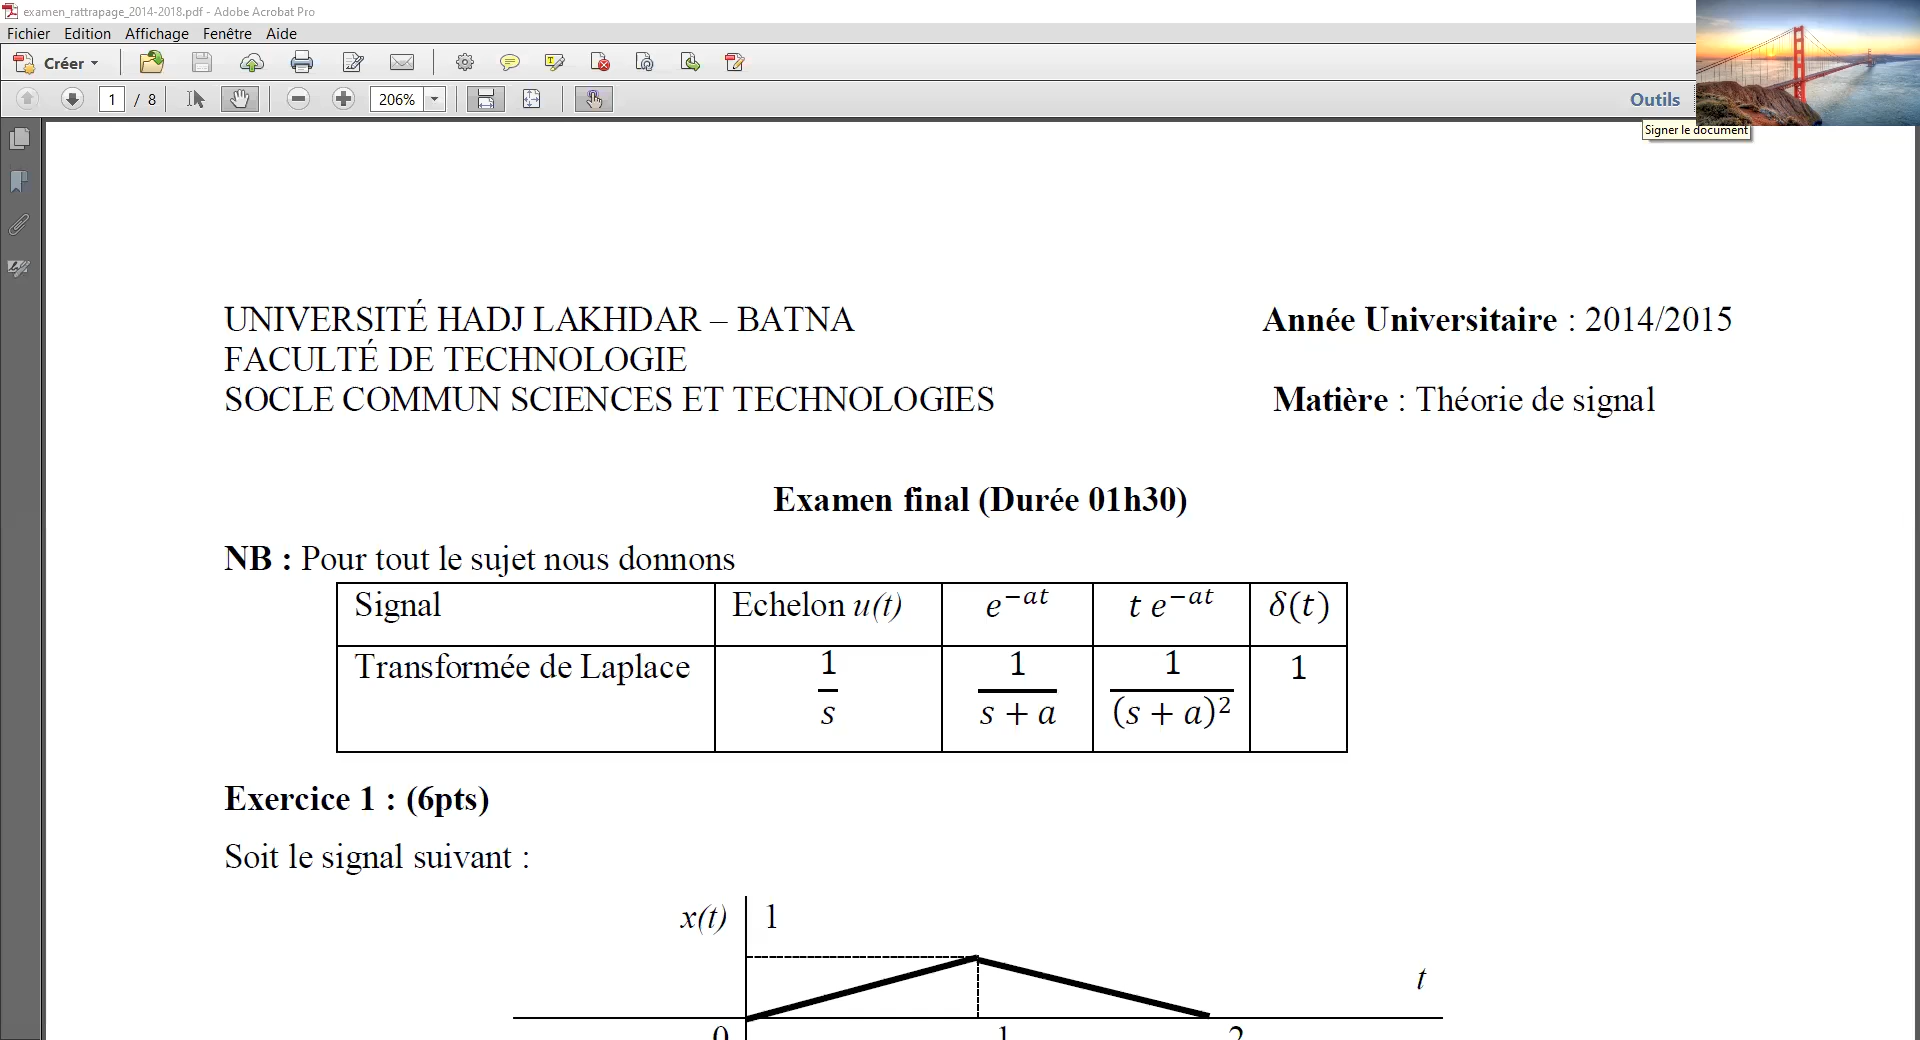 examen_rattrapage_2014-2018.pdf - Adobe Acrobat Pro
Fichier Edition Affichage Fenêtre Aide
Créer
1 / 8 206% Outils
Signer le document
UNIVERSITÉ HADJ LAKHDAR – BATNA Année Universitaire : 2014/2015
FACULTÉ DE TECHNOLOGIE
SOCLE COMMUN SCIENCES ET TECHNOLOGIES Matière : Théorie de signal
Examen final (Durée 01h30)
NB : Pour tout le sujet nous donnons
Signal Echelon u(t) e^{-at} t e^{-at} δ(t)
Transformée de Laplace 1/s 1/(s + a) 1/(s + a)² 1
Exercice 1 : (6pts)
Soit le signal suivant :
x(t) 1
t
0 1 2